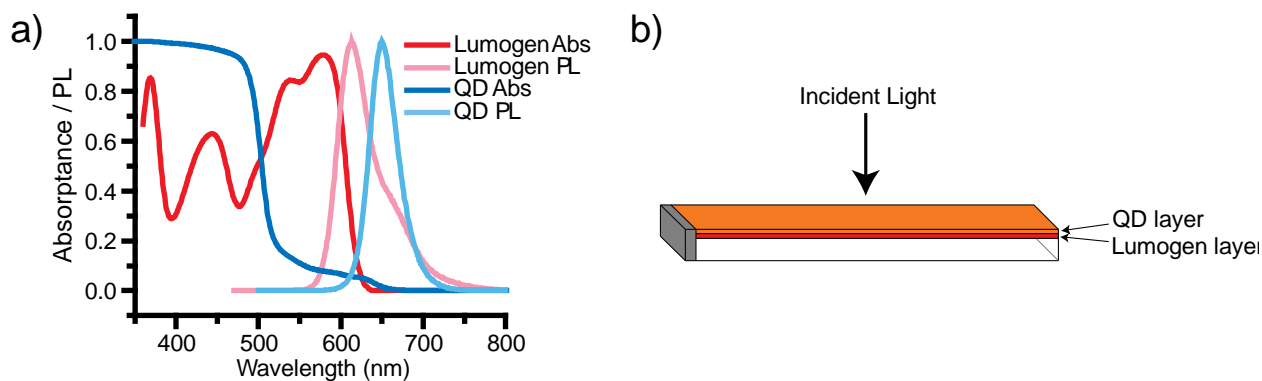 a)
1.0
0.8
0.6
0.4
0.2
0.0
Absorptance / PL
400
500
600
700
800
Wavelength (nm)
Lumogen Abs
Lumogen PL
QD Abs
QD PL
b)
Incident Light
QD layer
Lumogen layer